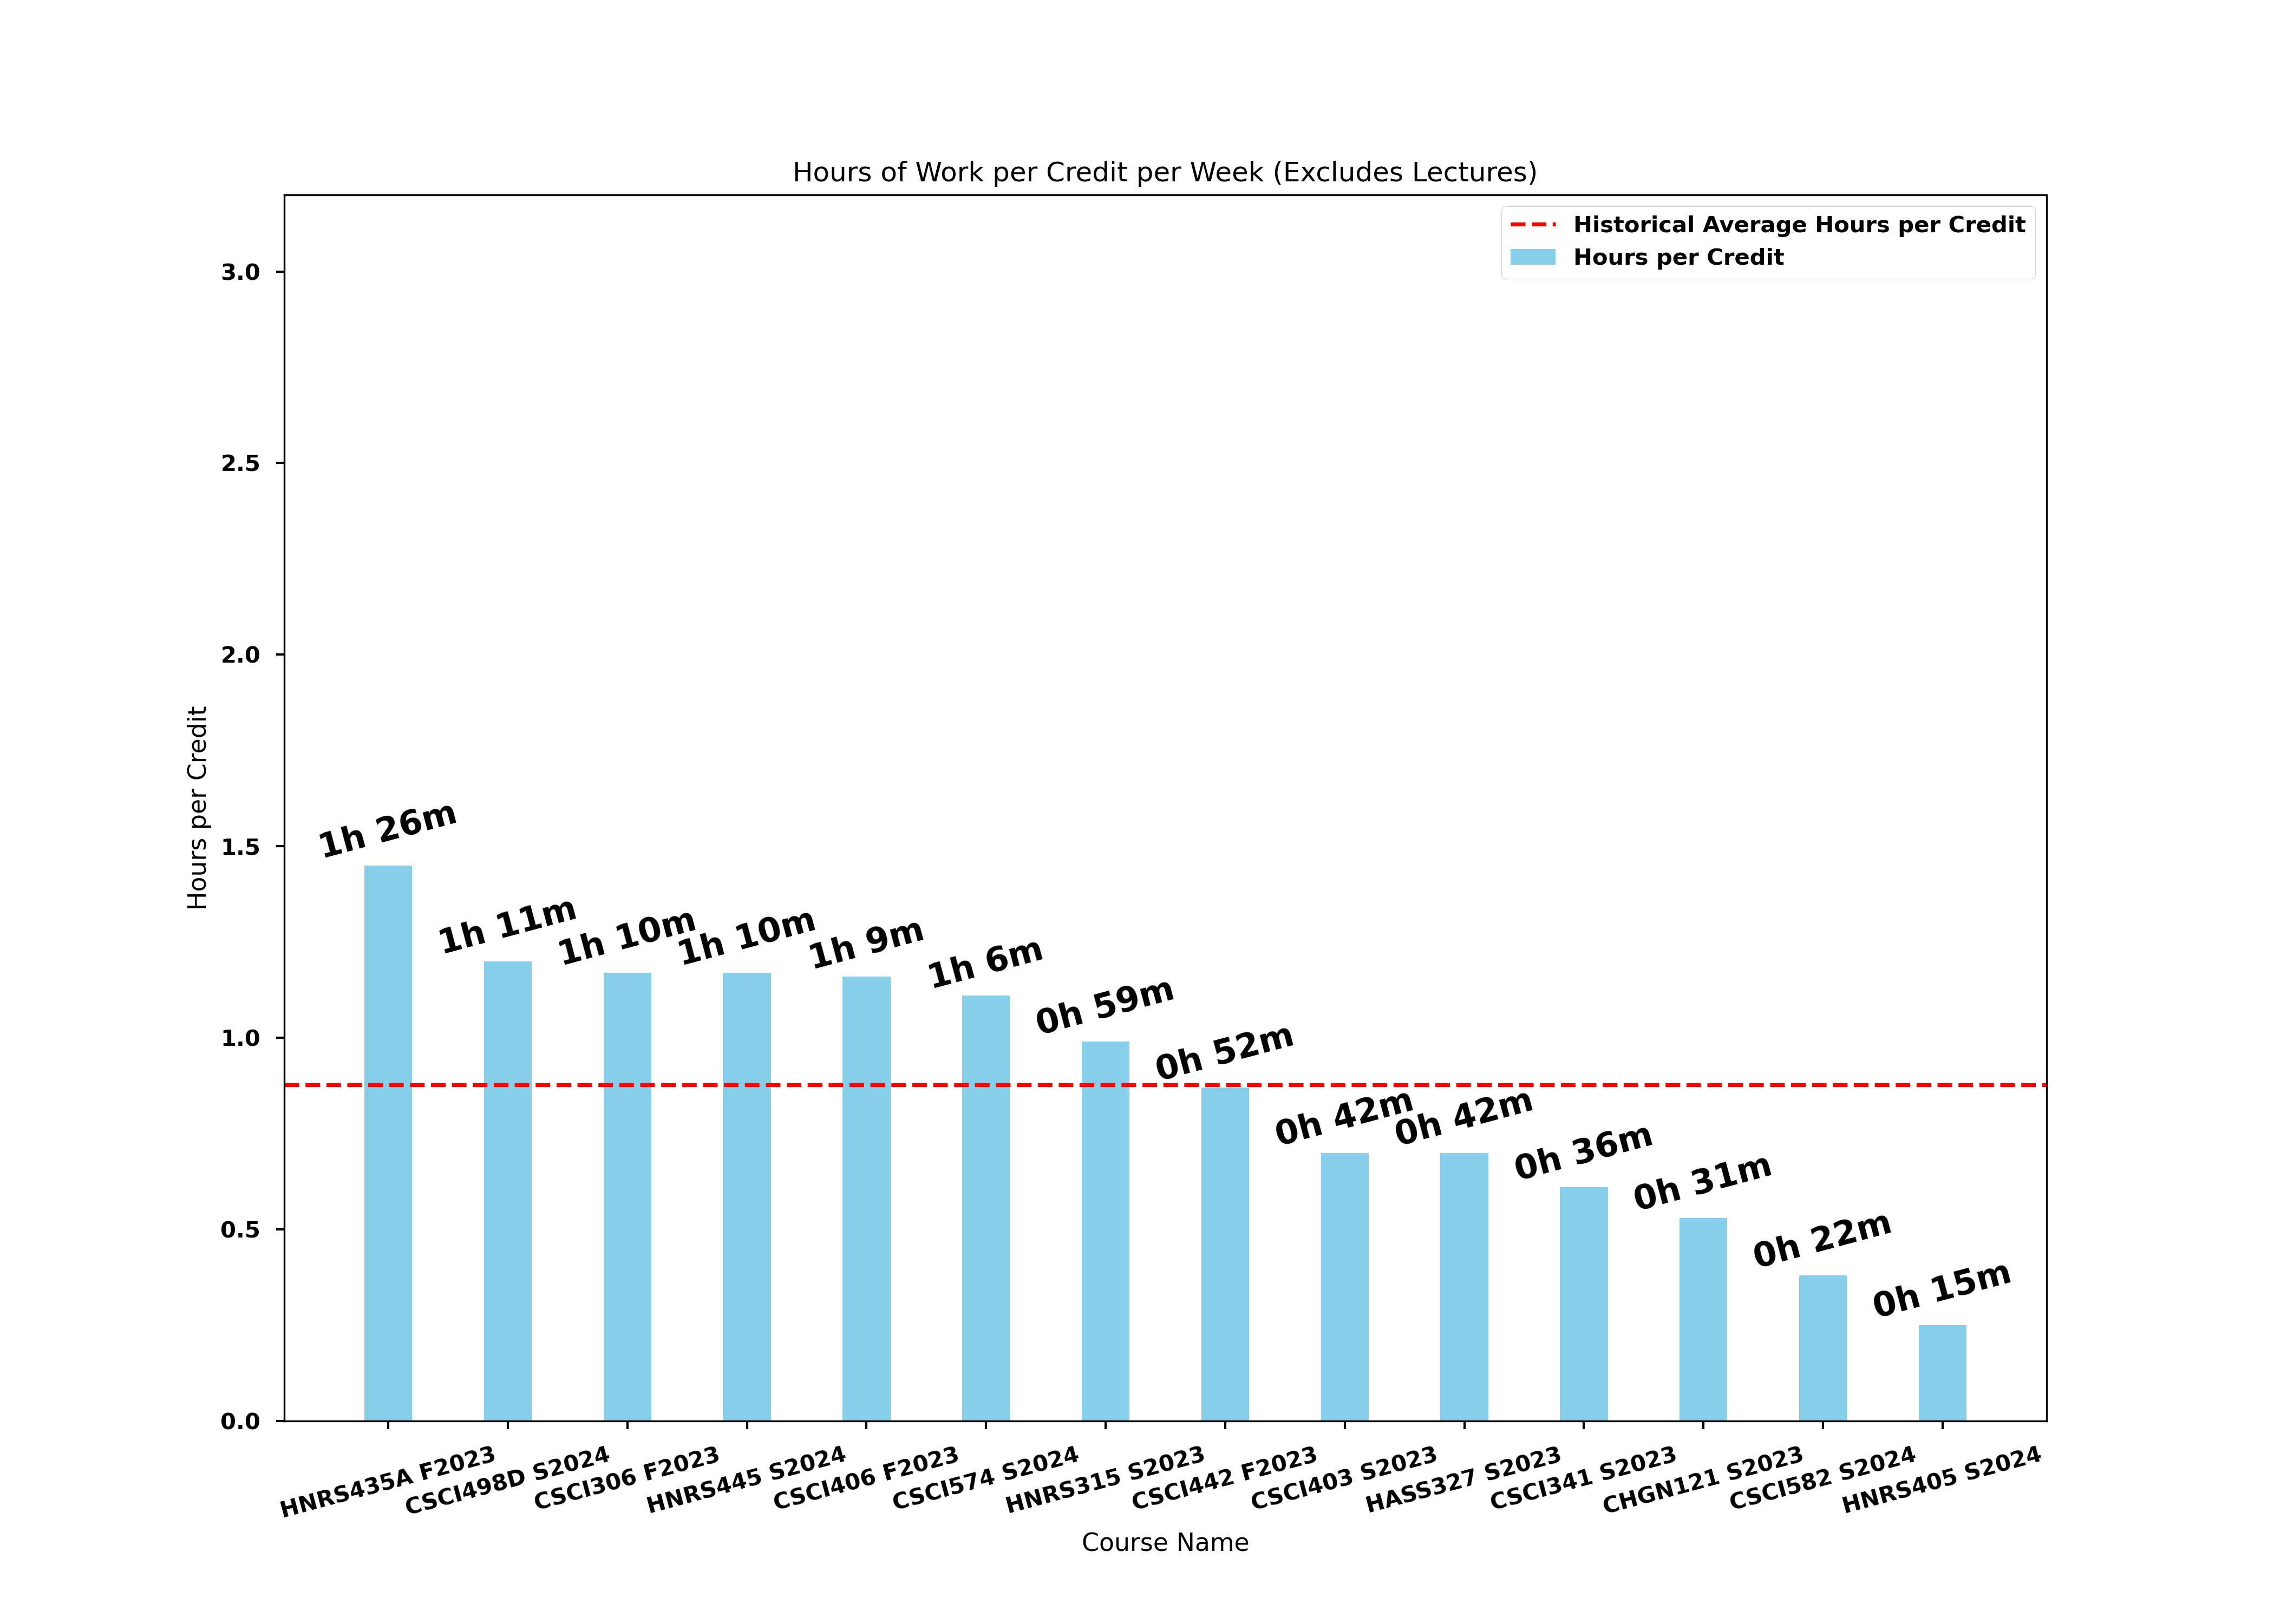 Hours of Work per Credit per Week (Excludes Lectures)
Historical Average Hours per Credit
Hours per Credit
3.0
2.5
2.0
1.5
1.0
0.5
0.0
Hours per Credit
1h 26m
1h 11m
1h 10m
1h 10m
1h 9m
1h 6m
0h 59m
0h 52m
0h 42m
0h 42m
0h 36m
0h 31m
0h 22m
0h 15m
HNRS435A F2023
CSCI498D S2024
CSCI306 F2023
HNRS445 S2024
CSCI406 F2023
CSCI574 S2024
HNRS315 S2023
CSCI442 F2023
CSCI403 S2023
HASS327 S2023
CSCI341 S2023
CHGN121 S2023
CSCI582 S2024
HNRS405 S2024
Course Name